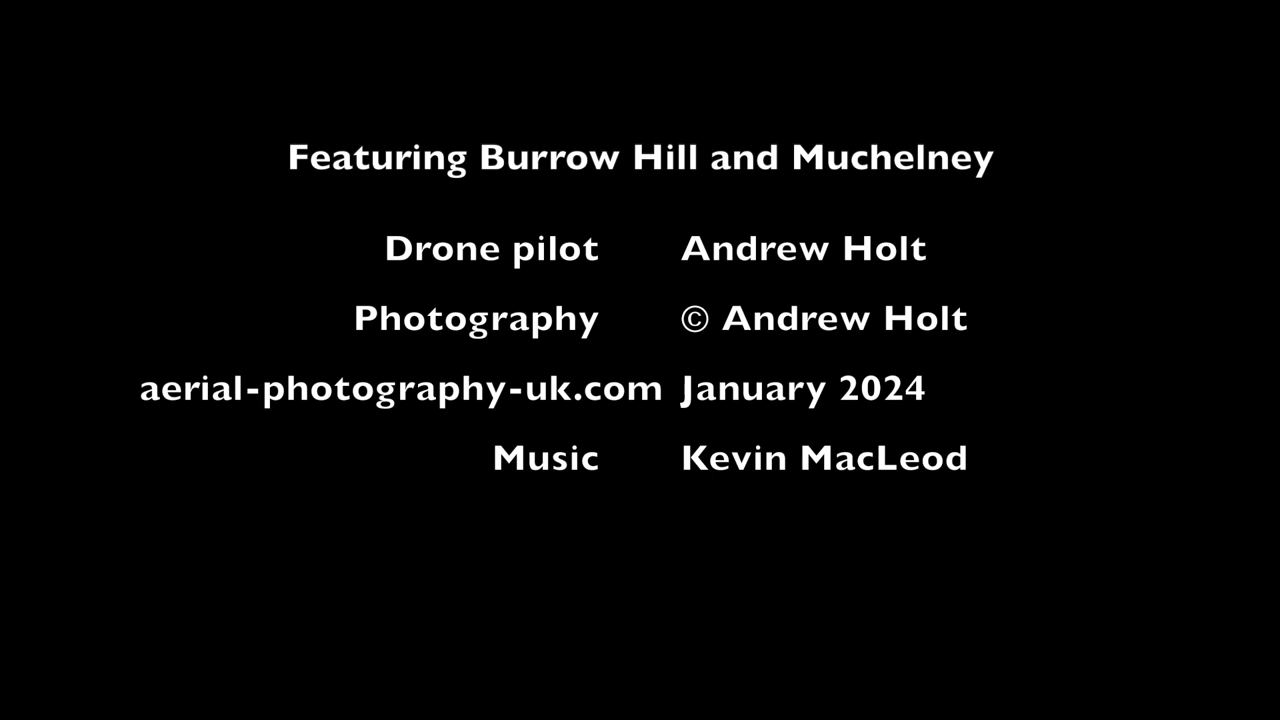 Featuring Burrow Hill and Muchelney
Drone pilot Andrew Holt
Photography © Andrew Holt
aerial-photography-uk.com January 2024
Music Kevin MacLeod